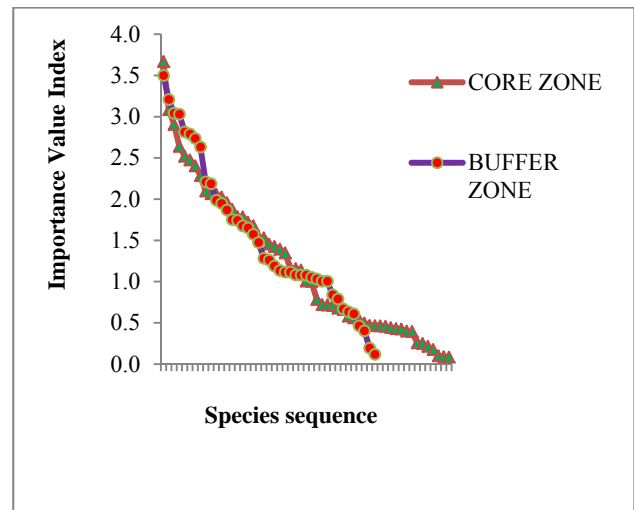 Importance Value Index
4.0
3.5
3.0
2.5
2.0
1.5
1.0
0.5
0.0
Species sequence
CORE ZONE
BUFFER
ZONE